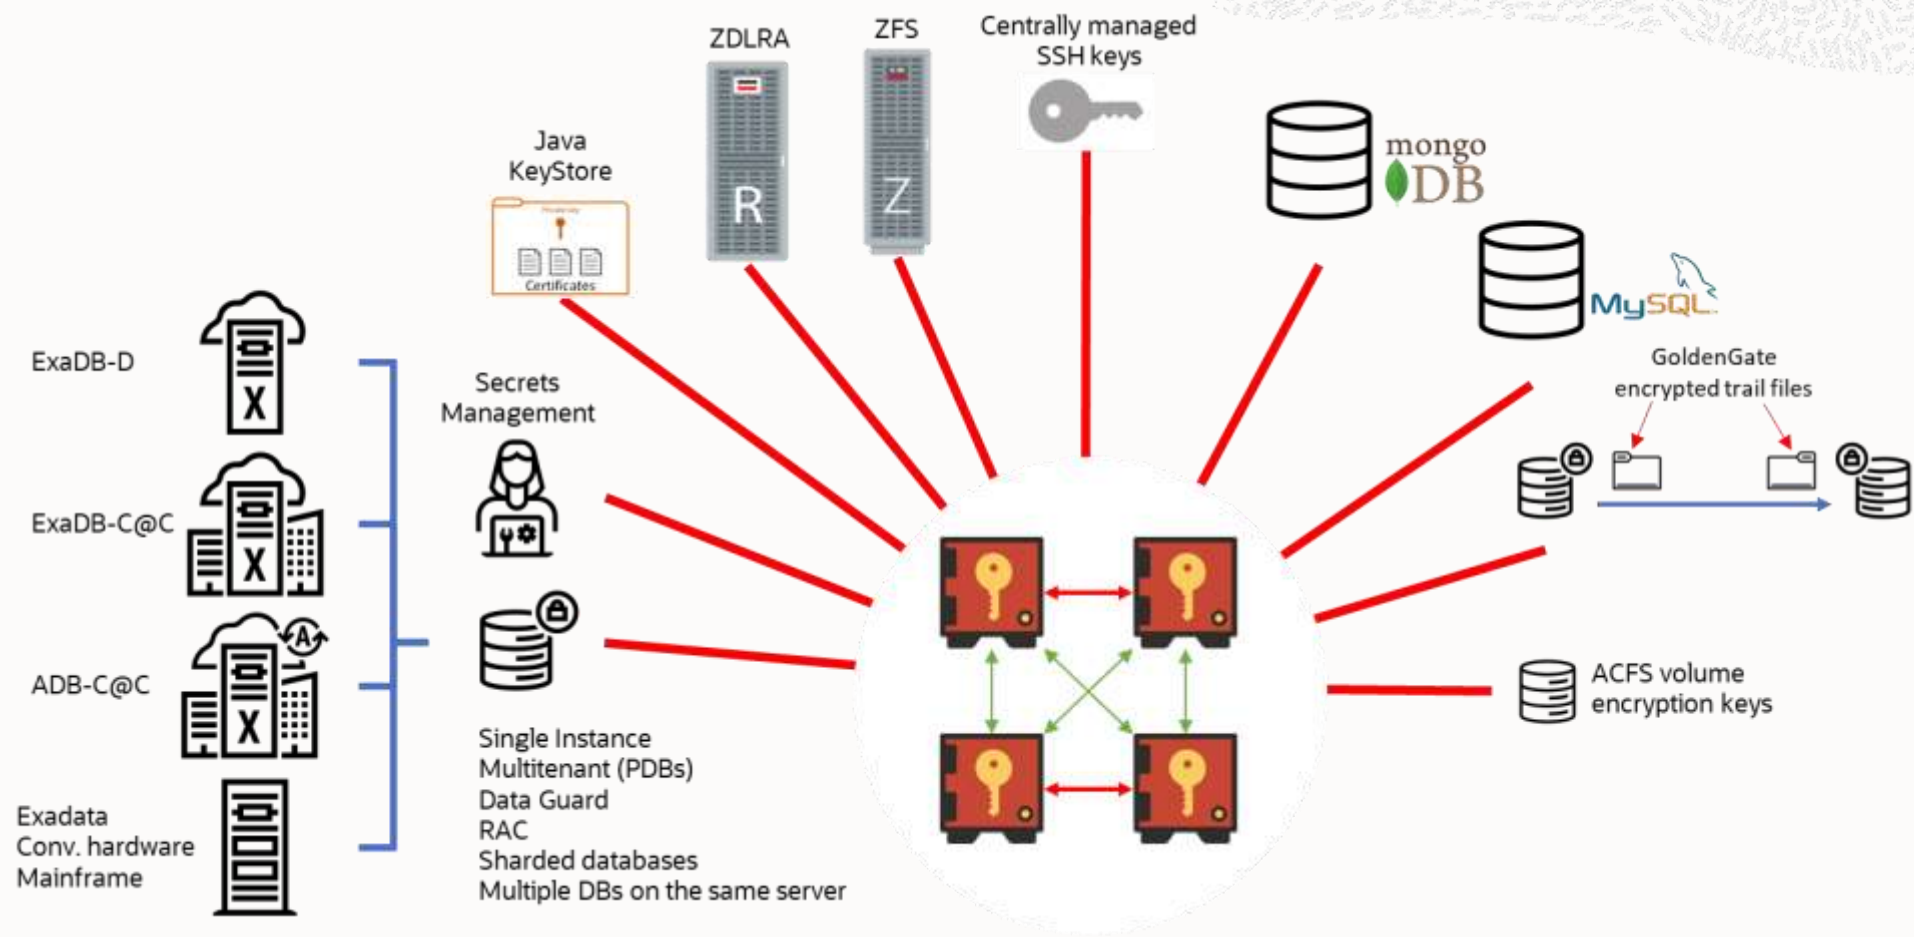 ZDLRA
R
ZFS
Z
Centrally managed
SSH keys
Java
KeyStore
Certificates
mongo
DB
MySQL
GoldenGate
encrypted trail files
ExaDB-D
X
Secrets
Management
ExaDB-C@C
X
ADB-C@C
A
X
ACFS volume
encryption keys
Single Instance
Multitenant (PDBs)
Data Guard
RAC
Sharded databases
Multiple DBs on the same server
Exadata
Conv. hardware
Mainframe